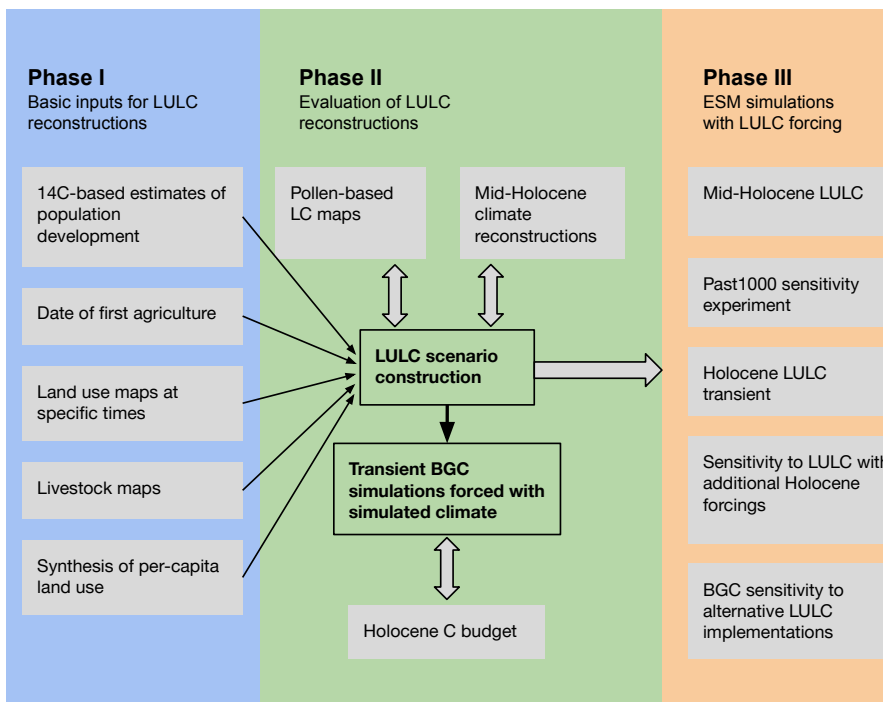 Phase I
Basic inputs for LULC
reconstructions
14C-based estimates of
population
development
Date of first agriculture
Land use maps at
specific times
Livestock maps
Synthesis of per-capita
land use
Phase II
Evaluation of LULC
reconstructions
Pollen-based
LC maps
Mid-Holocene
climate
reconstructions
LULC scenario
construction
Transient BGC
simulations forced with
simulated climate
Holocene C budget
Phase III
ESM simulations
with LULC forcing
Mid-Holocene LULC
Past1000 sensitivity
experiment
Holocene LULC
transient
Sensitivity to LULC with
additional Holocene
forcings
BGC sensitivity to
alternative LULC
implementations